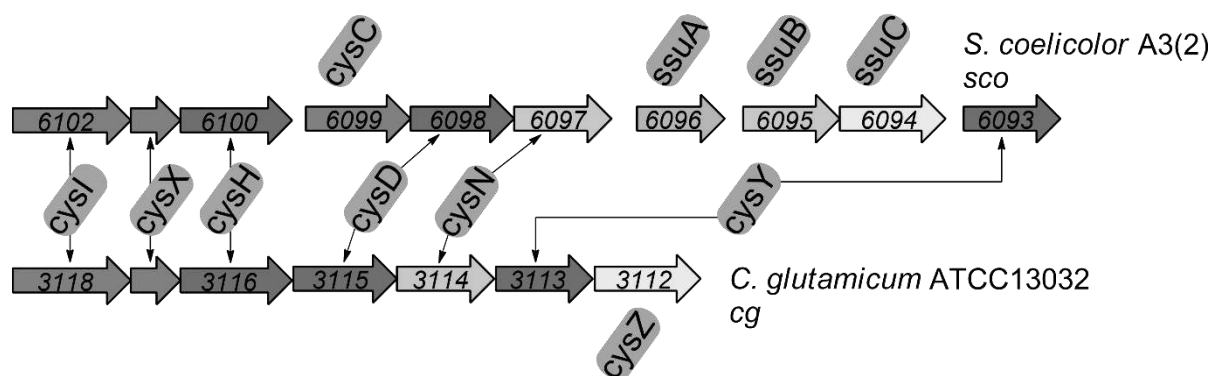 cysC ssuA ssuB ssuC
S. coelicolor A3(2)
sco
6102 6100 6099 6098 6097 6096 6095 6094 6093
cysI cysX cysH cysD cysN cysY
3118 3116 3115 3114 3113 3112
C. glutamicum ATCC13032
cg
cysZ